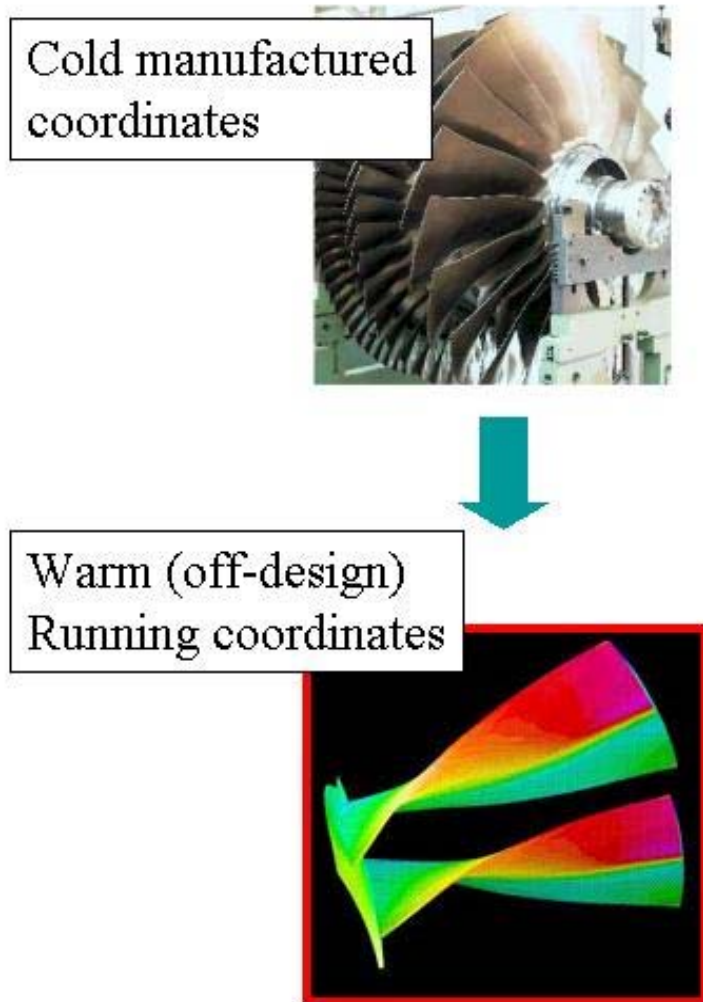 Cold manufactured
coordinates
Warm (off-design)
Running coordinates